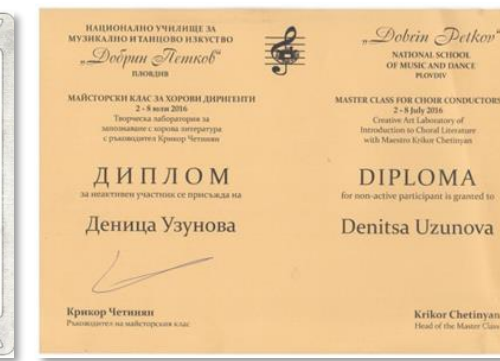 НАЦИОНАЛНО УЧИЛИЩЕ ЗА
МУЗИКАЛНО И ТАНЦОВО ИЗКУСТВО
„Добрин Петков“
ПЛОВДИВ
МАЙСТОРСКИ КЛАС ЗА ХОРОВИ ДИРИГЕНТИ
2 - 8 юли 2016
Творческа лаборатория за
запознаване с хорова литература
с ръководител Крикор Четинян
ДИПЛОМ
за неактивен участник се присъжда на
Деница Узунова
Крикор Четинян
Ръководител на майсторския клас
„Dobrin Petkov“
NATIONAL SCHOOL
OF MUSIC AND DANCE
PLOVDIV
MASTER CLASS FOR CHOIR CONDUCTORS
2 - 8 July 2016
Creative Art Laboratory of
Introduction to Choral Literature
with Maestro Krikor Chetinyan
DIPLOMA
for non-active participant is granted to
Denitsa Uzunova
Krikor Chetinyan
Head of the Master Class